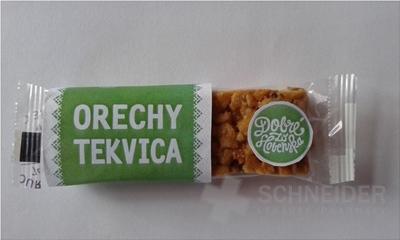 ORECHY
TEKVICA
Dobré
zo
Slovenska
SCHNEIDER